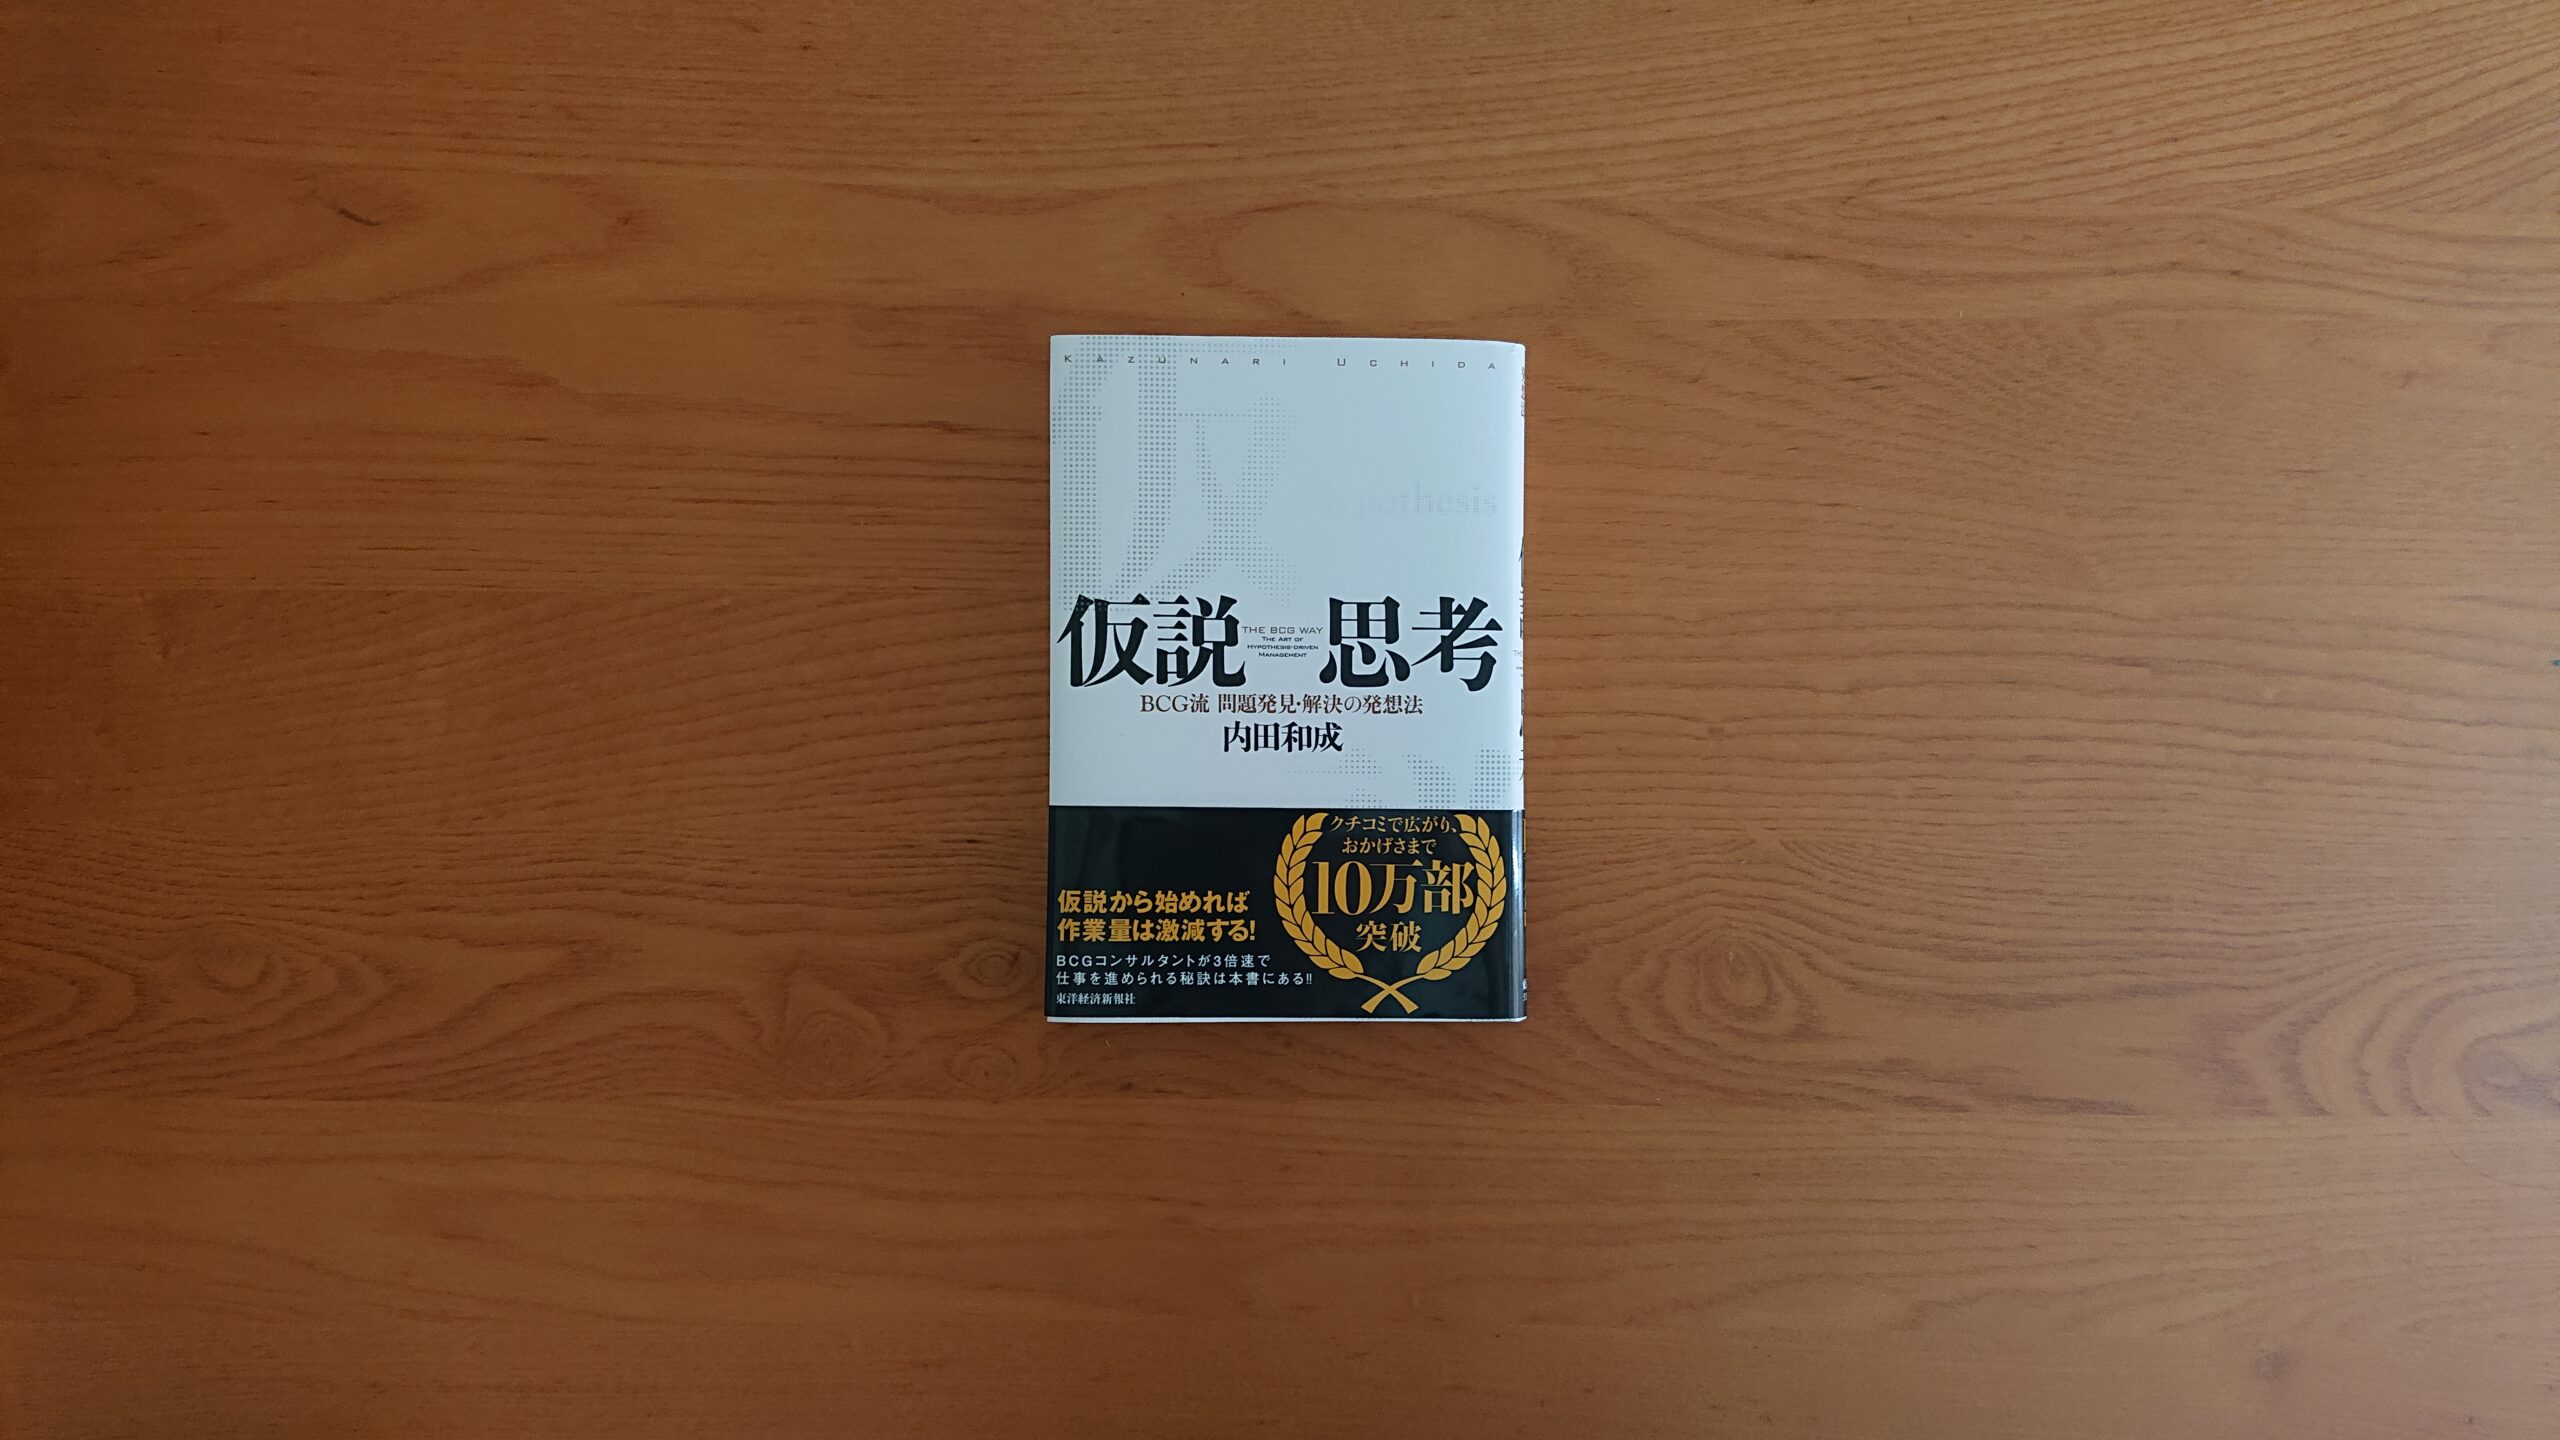 KAZUNARI UCHIDA
仮
hypothesis
仮説 思考
THE BCG WAY
THE ART OF
HYPOTHESIS-DRIVEN
MANAGEMENT
BCG流 問題発見・解決の発想法
内田和成
クチコミで広がり、
おかげさまで
10万部
突破
仮説から始めれば
作業量は激減する!
BCGコンサルタントが3倍速で
仕事を進められる秘訣は本書にある!!
東洋経済新報社